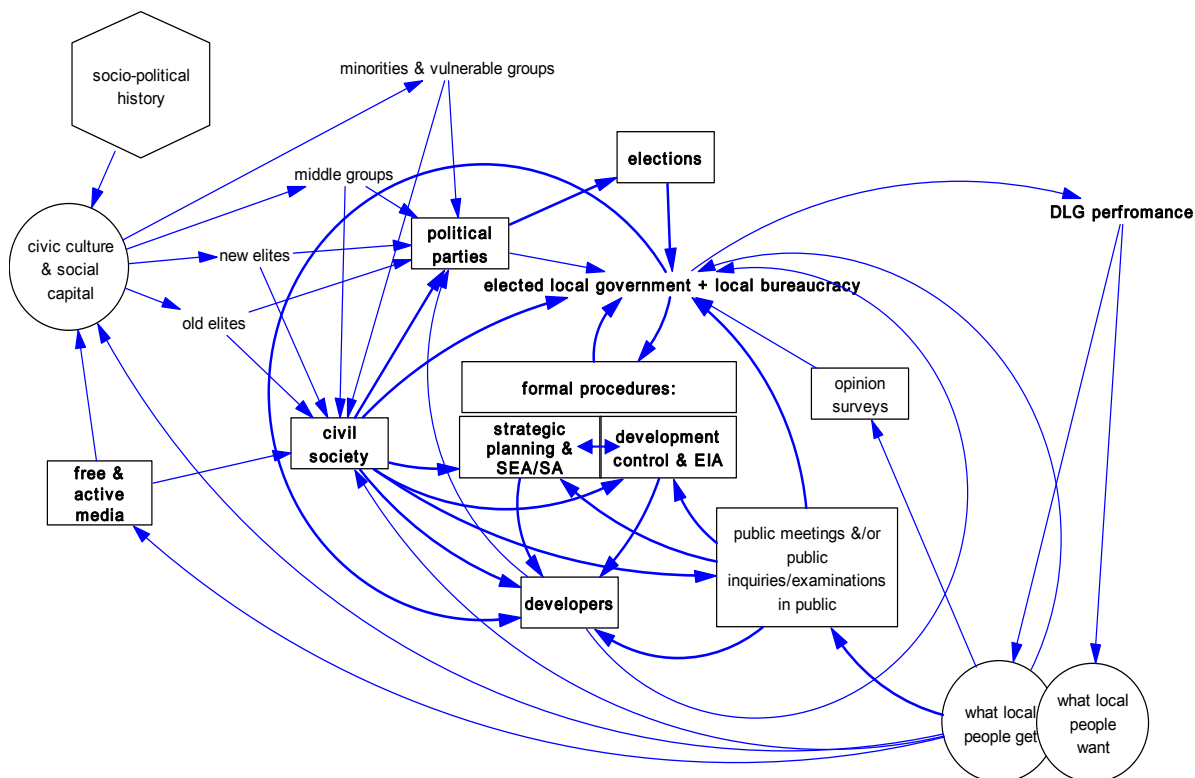 socio-political
history
minorities & vulnerable groups
elections
middle groups
DLG perfromance
political
parties
civic culture
& social
capital
new elites
elected local government + local bureaucracy
old elites
formal procedures:
opinion
surveys
strategic
planning &
SEA/SA
development
control & EIA
civil
society
free &
active
media
public meetings &/or
public
inquiries/examinations
in public
developers
what local
people get
what local
people
want